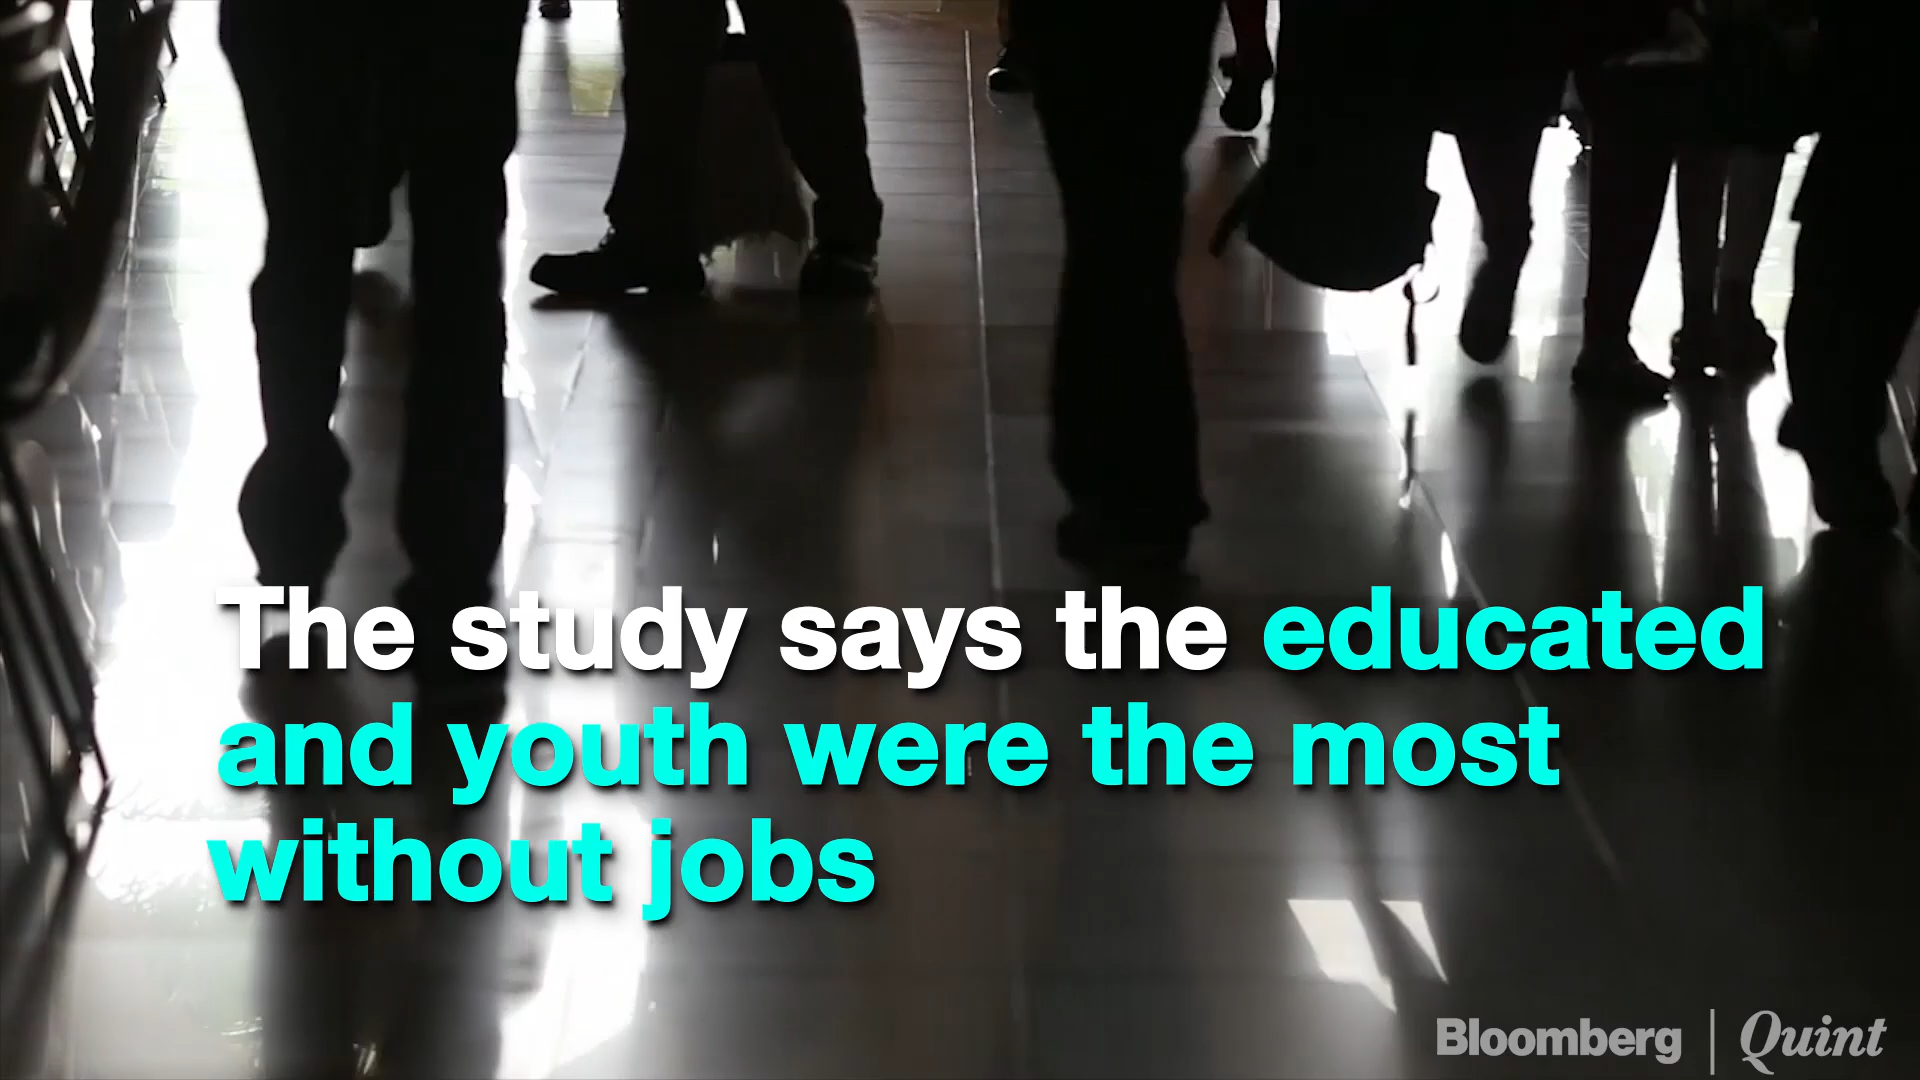 The study says the educated
and youth were the most
without jobs
Bloomberg | Quint